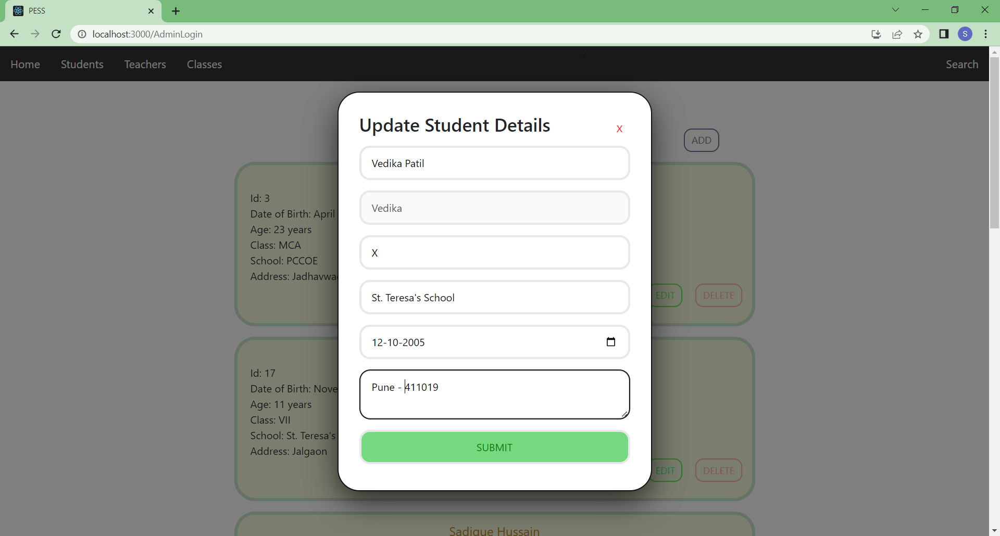 PESS
localhost:3000/AdminLogin
S
Home
Students
Teachers
Classes
X
Search
Update Student Details
X
ADD
Vedika Patil
Vedika
X
St. Teresa's School
12-10-2005
Pune - 411019
SUBMIT
Id: 3
Date of Birth: April
Age: 23 years
Class: MCA
School: PCCOE
Address: Jadhavwa
EDIT
DELETE
Id: 17
Date of Birth: Nove
Age: 11 years
Class: VII
School: St. Teresa's
Address: Jalgaon
EDIT
DELETE
Sadique Hussain